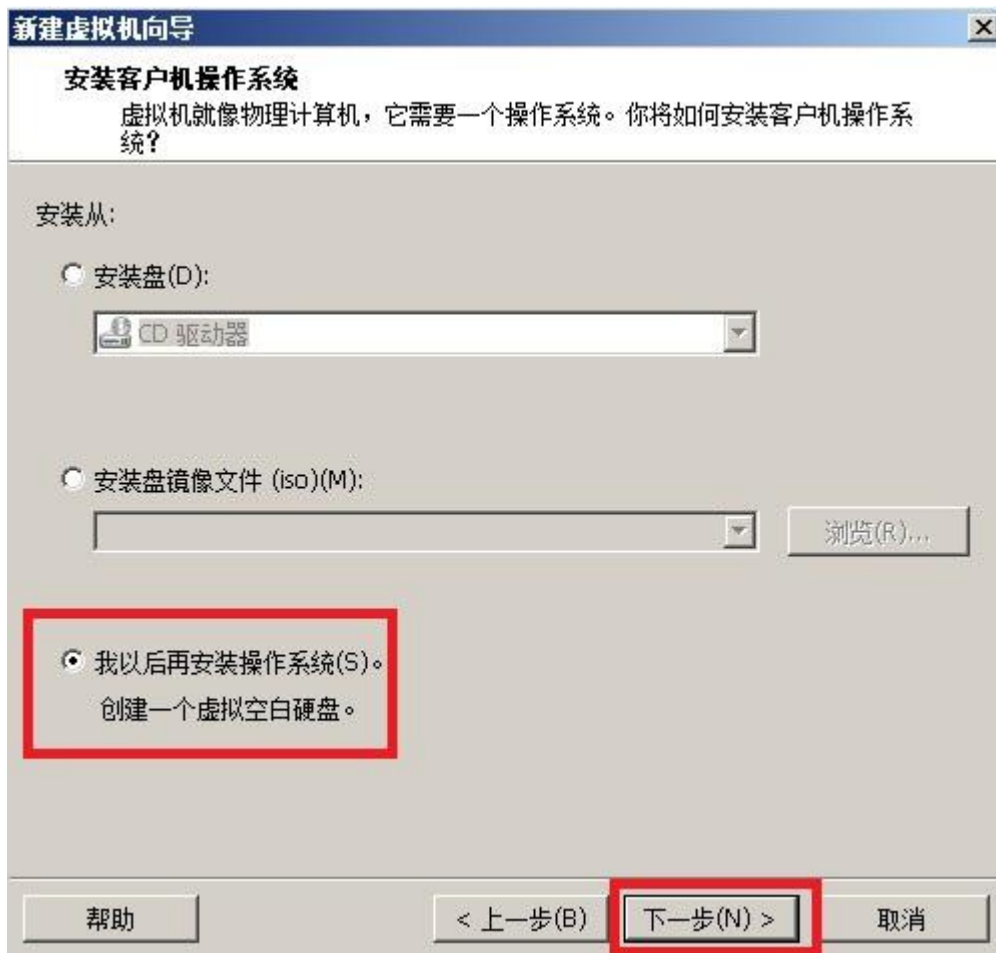 新建虚拟机向导
安装客户机操作系统
虚拟机就像物理计算机，它需要一个操作系统。你将如何安装客户机操作系
统?
安装从:
安装盘(D):
CD 驱动器
安装盘镜像文件 (iso)(M):
浏览(R)...
我以后再安装操作系统(S)。
创建一个虚拟空白硬盘。
帮助
< 上一步(B)
下一步(N) >
取消